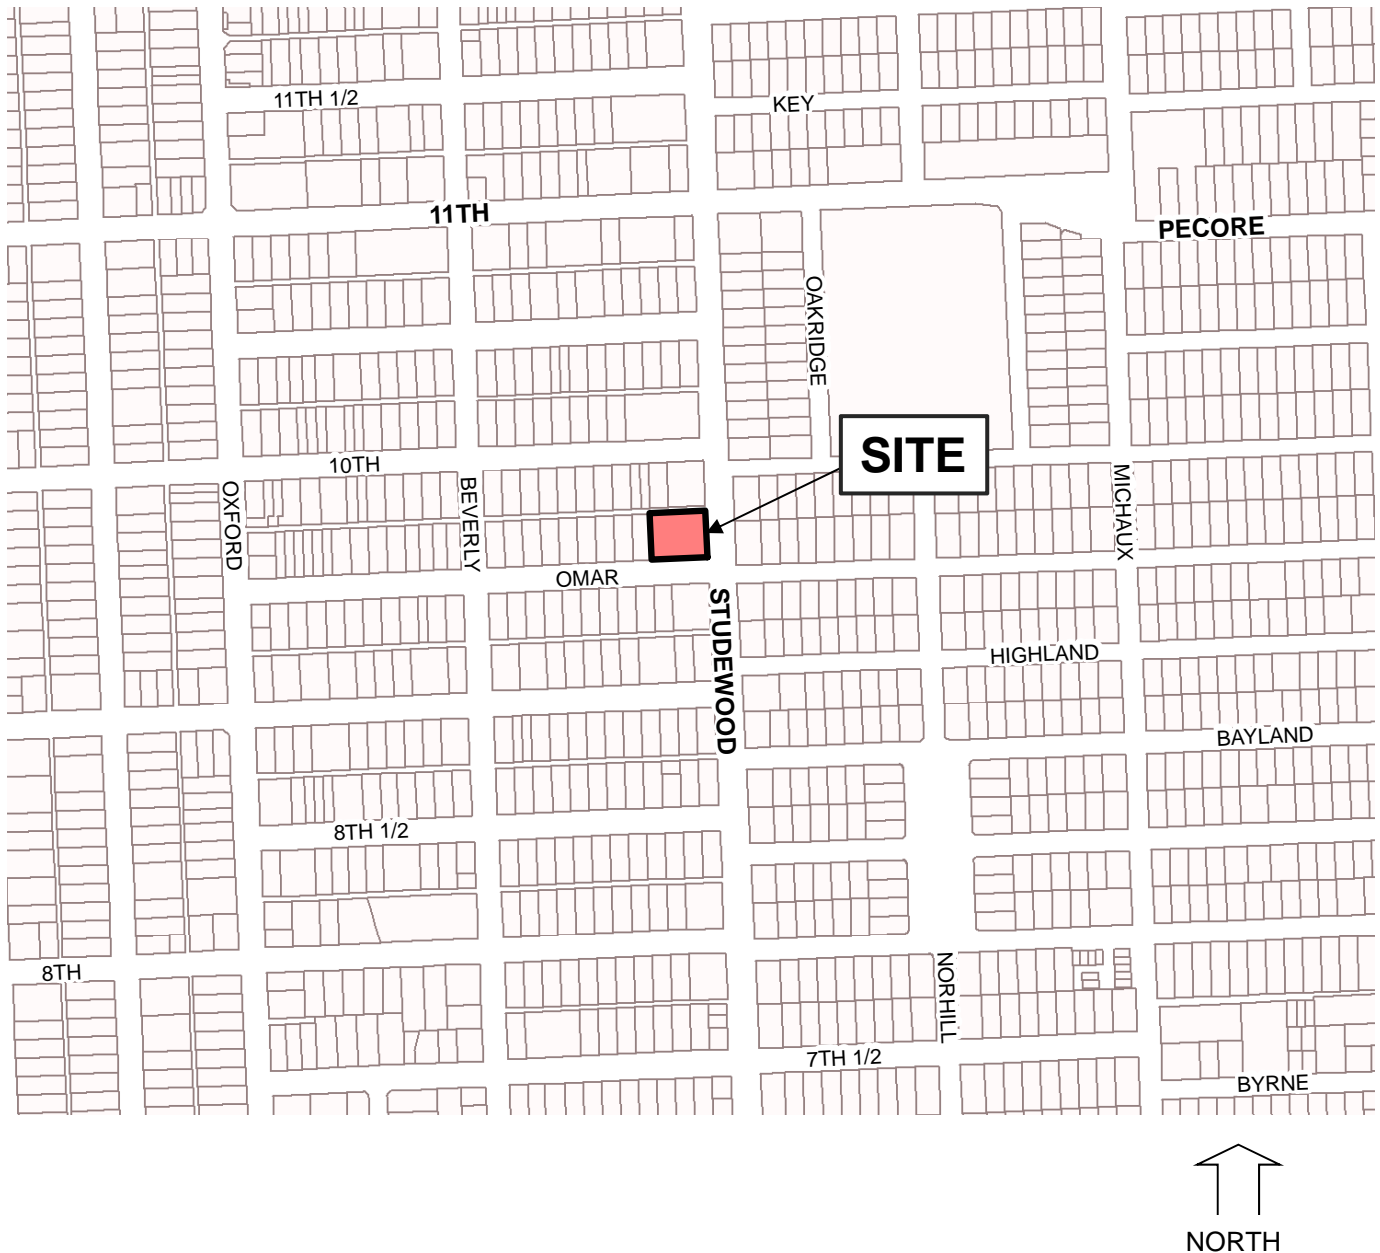 11TH 1/2
KEY
11TH
PECORE
OAKRIDGE
SITE
10TH
OXFORD
BEVERLY
MICHAUX
OMAR
STUDEWOOD
HIGHLAND
BAYLAND
8TH 1/2
8TH
NORHILL
7TH 1/2
BYRNE
NORTH